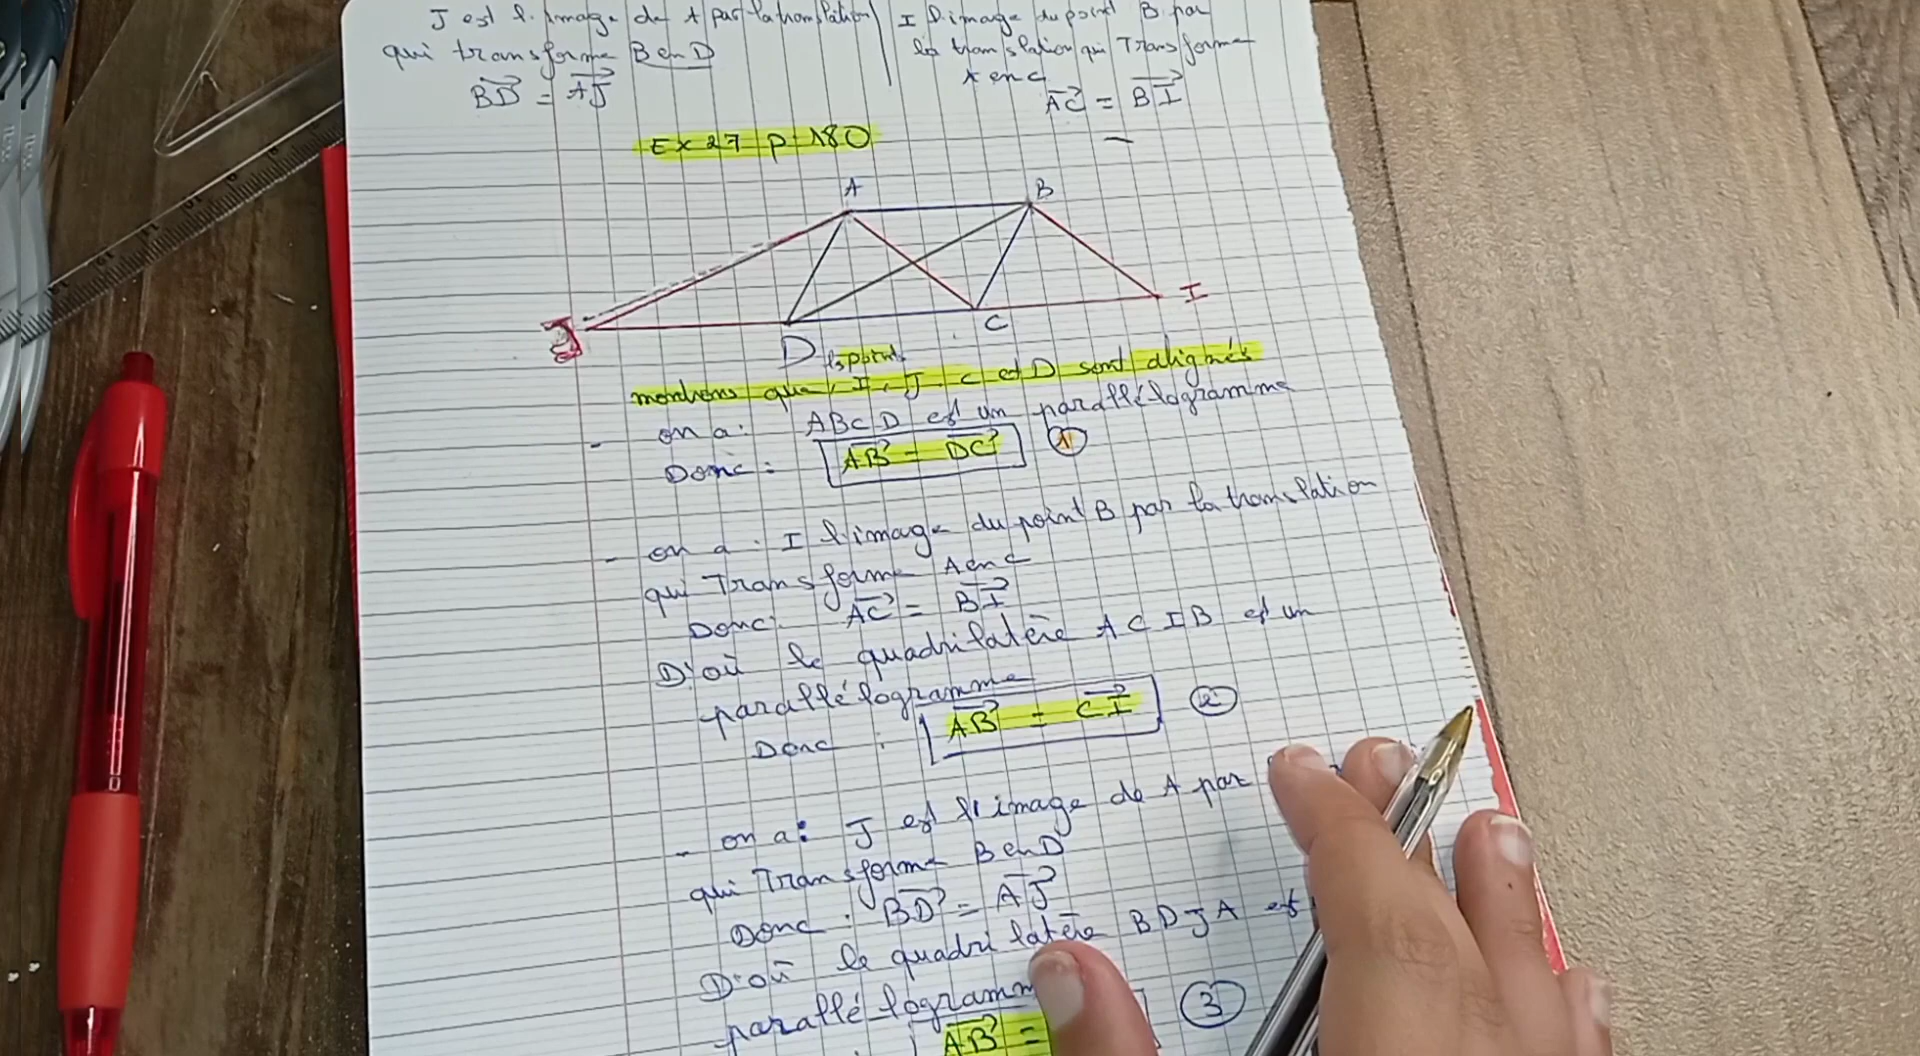 J est l'image de A par la translation
qui transforme B en D
BD = AJ
I l'image du point B par
la translation qui Transforme
A en C
AC = BI
Ex 27 P 180
A
B
J
D
C
I
les points
montrons que I, J, C et D sont alignés
- on a: ABCD est un parallélogramme
Donc : AB = DC 1
- on a: I l'image du point B par la translation
qui Transforme A en C
Donc: AC = BI
D'où le quadrilatère ACIB est un
parallélogramme
Donc : AB = CI 2
- on a: J est l'image de A par
qui Transforme B en D
Donc : BD = AJ
D'où le quadrilatère BDJA est
parallélogramm
AB = 3